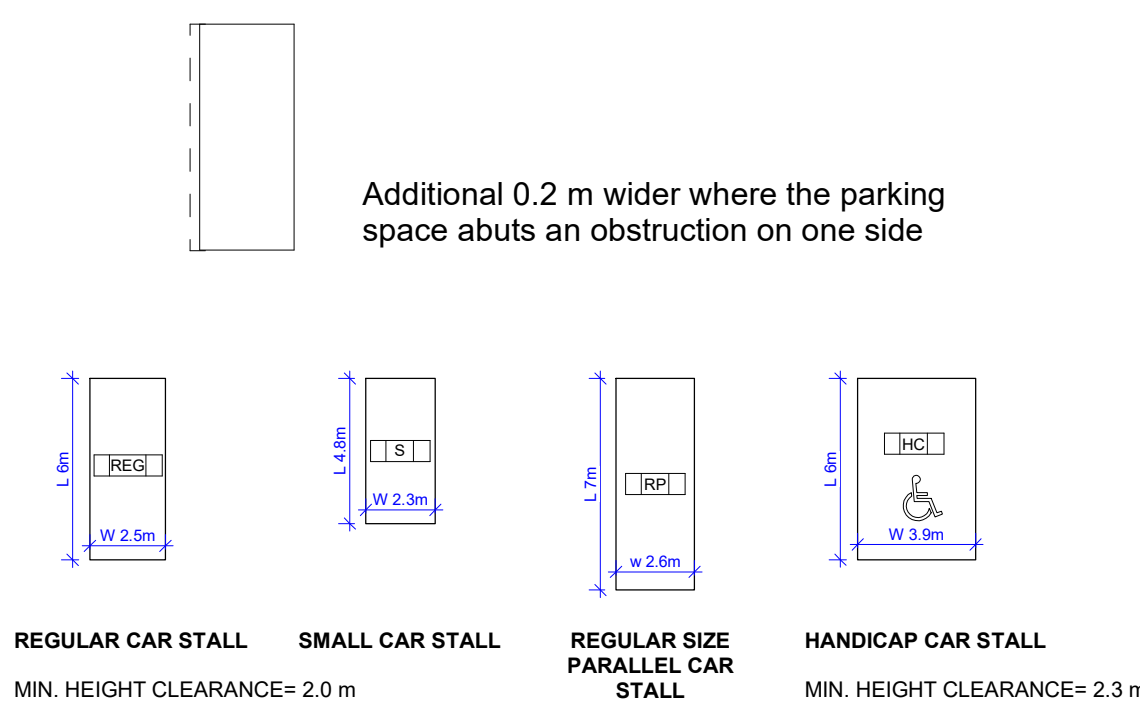 Additional 0.2 m wider where the parking
space abuts an obstruction on one side
L 6m
REG
W 2.5m
L 4.8m
S
W 2.3m
L 7m
RP
w 2.6m
L 6m
HC
W 3.9m
REGULAR CAR STALL
SMALL CAR STALL
REGULAR SIZE
PARALLEL CAR
STALL
HANDICAP CAR STALL
MIN. HEIGHT CLEARANCE= 2.0 m
MIN. HEIGHT CLEARANCE= 2.3 m